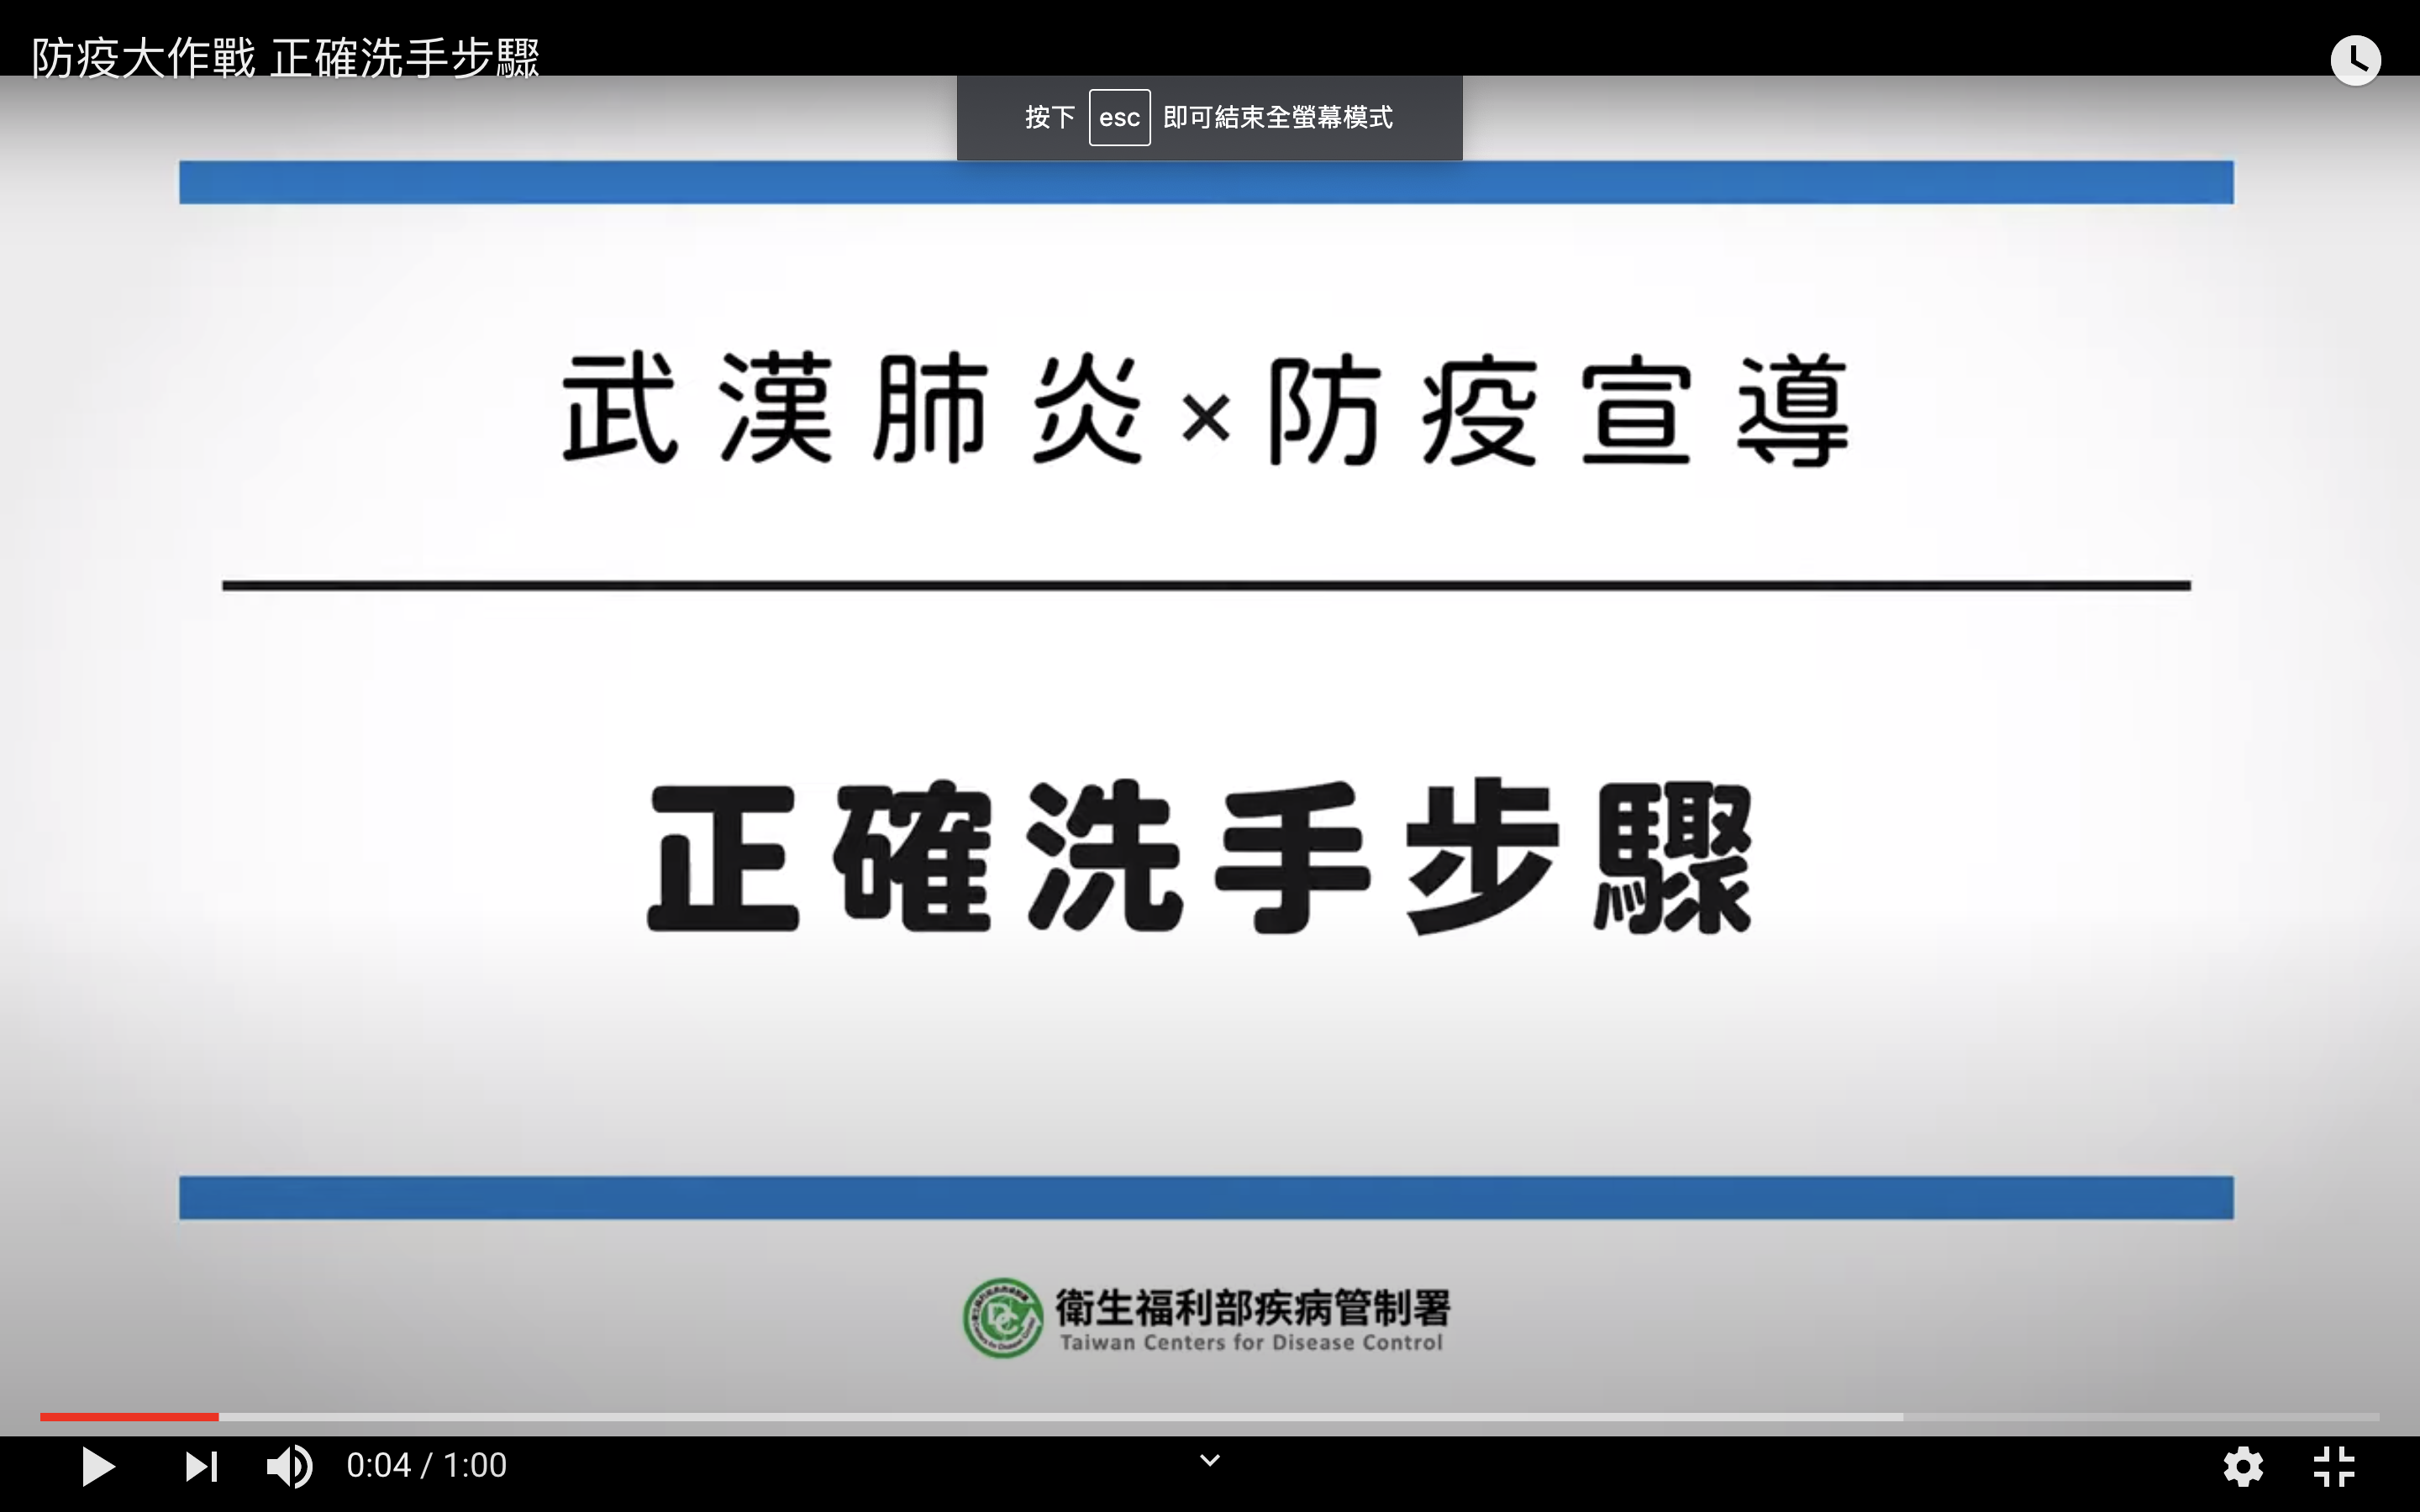 防疫大作戰 正確洗手步驟
按下 esc 即可結束全螢幕模式
武漢肺炎×防疫宣導
正確洗手步驟
衛生福利部疾病管制署
Taiwan Centers for Disease Control
0:04 / 1:00